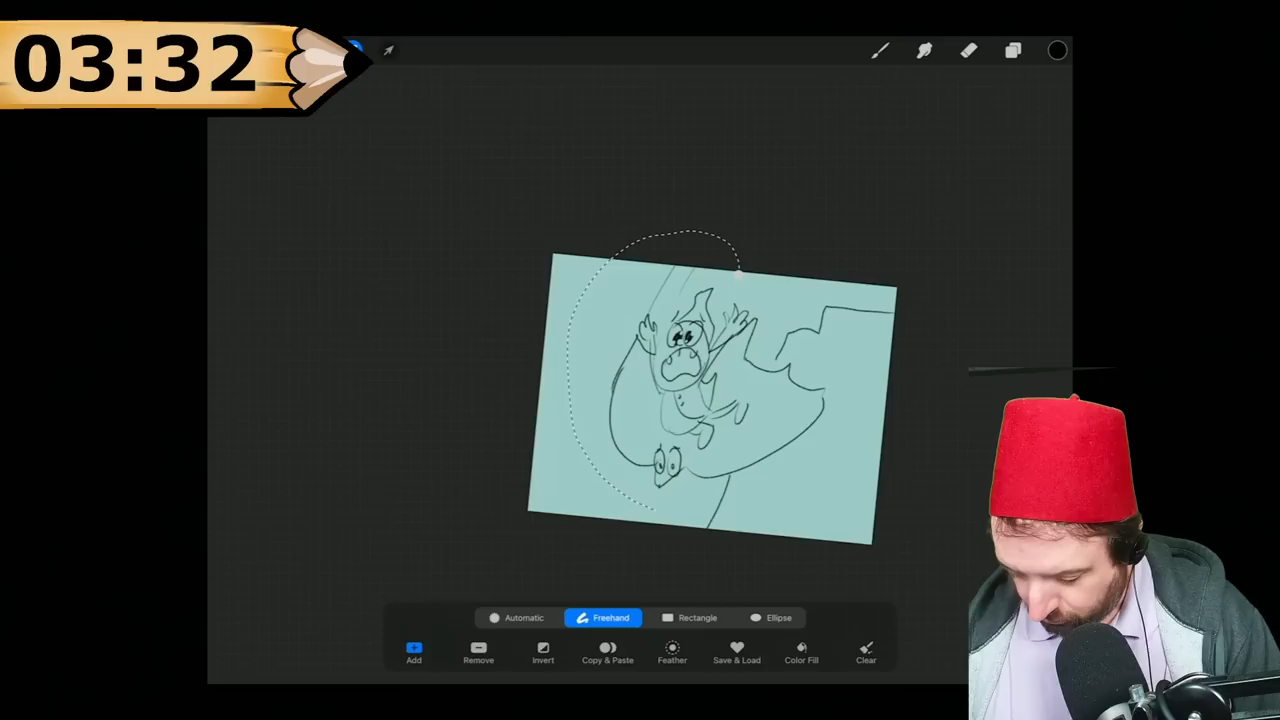 03:32
Automatic Freehand Rectangle Ellipse
Add Remove Invert Copy & Paste Feather Save & Load Color Fill Clear